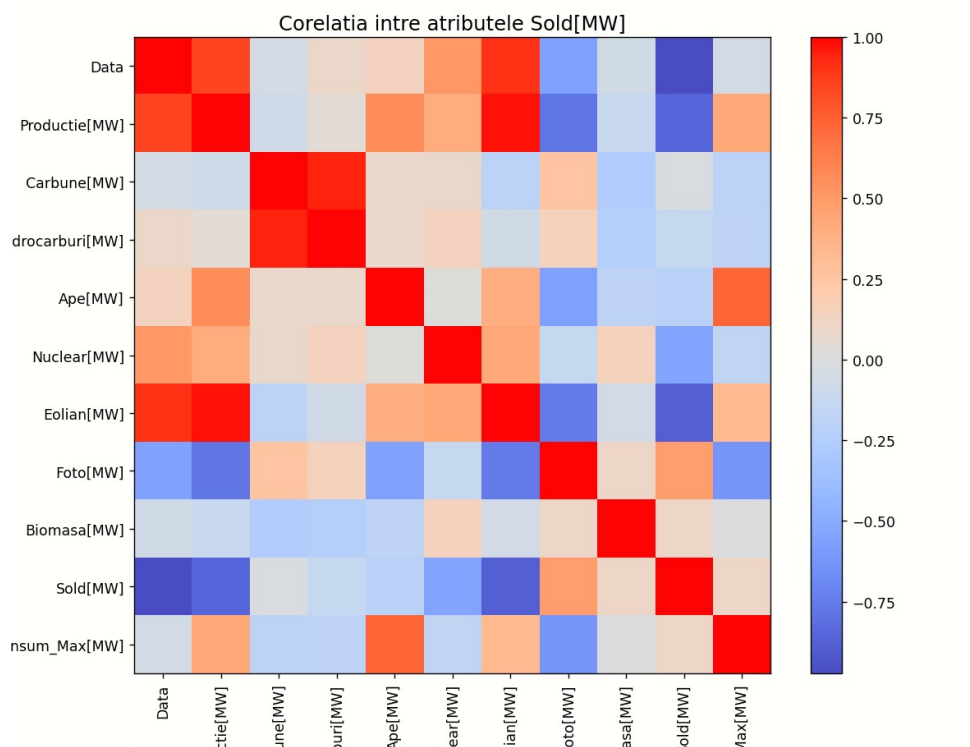 Corelatia intre atributele Sold[MW]
Data
Productie[MW]
Carbune[MW]
drocarburi[MW]
Ape[MW]
Nuclear[MW]
Eolian[MW]
Foto[MW]
Biomasa[MW]
Sold[MW]
nsum_Max[MW]
1.00
0.75
0.50
0.25
0.00
−0.25
−0.50
−0.75
Data
ctie[MW]
une[MW]
ouri[MW]
Ape[MW]
ear[MW]
ian[MW]
oto[MW]
asa[MW]
old[MW]
Max[MW]